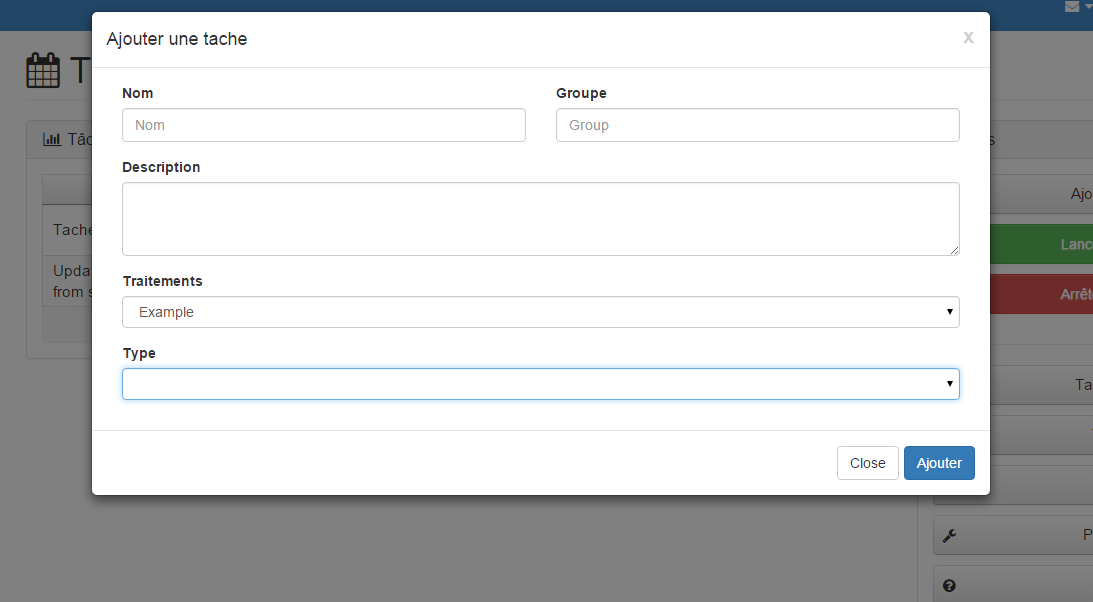 Ajouter une tache
x
T
Nom
Groupe
Nom
Group
Tâc
s
Description
Ajo
Tache
Lance
Upda
from s
Traitements
Arrêt
Example
Type
Ta
Close
Ajouter
P